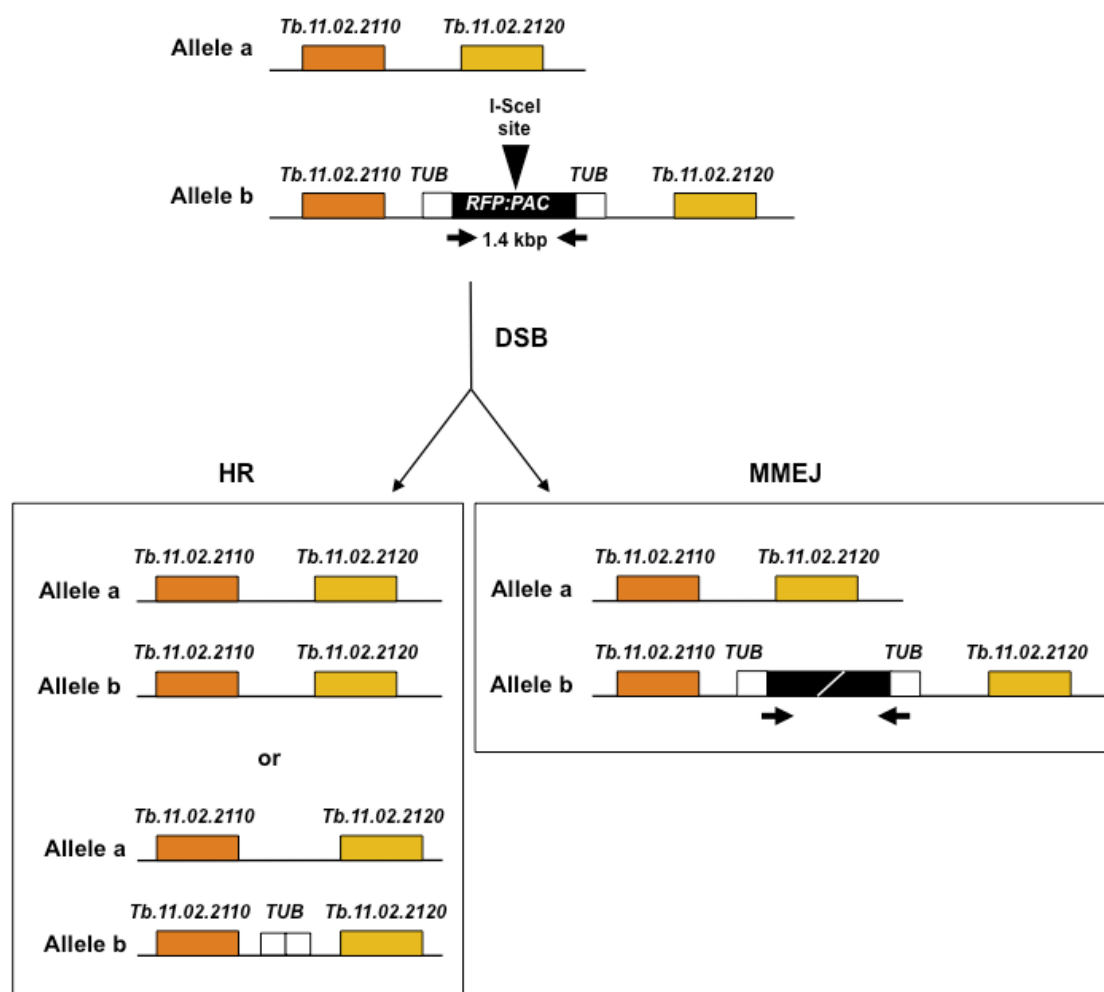 Tb.11.02.2110 Tb.11.02.2120
Allele a
I-SceI
site
Tb.11.02.2110 TUB TUB Tb.11.02.2120
Allele b RFP:PAC
1.4 kbp
DSB
HR
Tb.11.02.2110 Tb.11.02.2120
Allele a
Tb.11.02.2110 Tb.11.02.2120
Allele b
or
Tb.11.02.2110 Tb.11.02.2120
Allele a
Tb.11.02.2110 TUB Tb.11.02.2120
Allele b
MMEJ
Tb.11.02.2110 Tb.11.02.2120
Allele a
Tb.11.02.2110 TUB TUB Tb.11.02.2120
Allele b